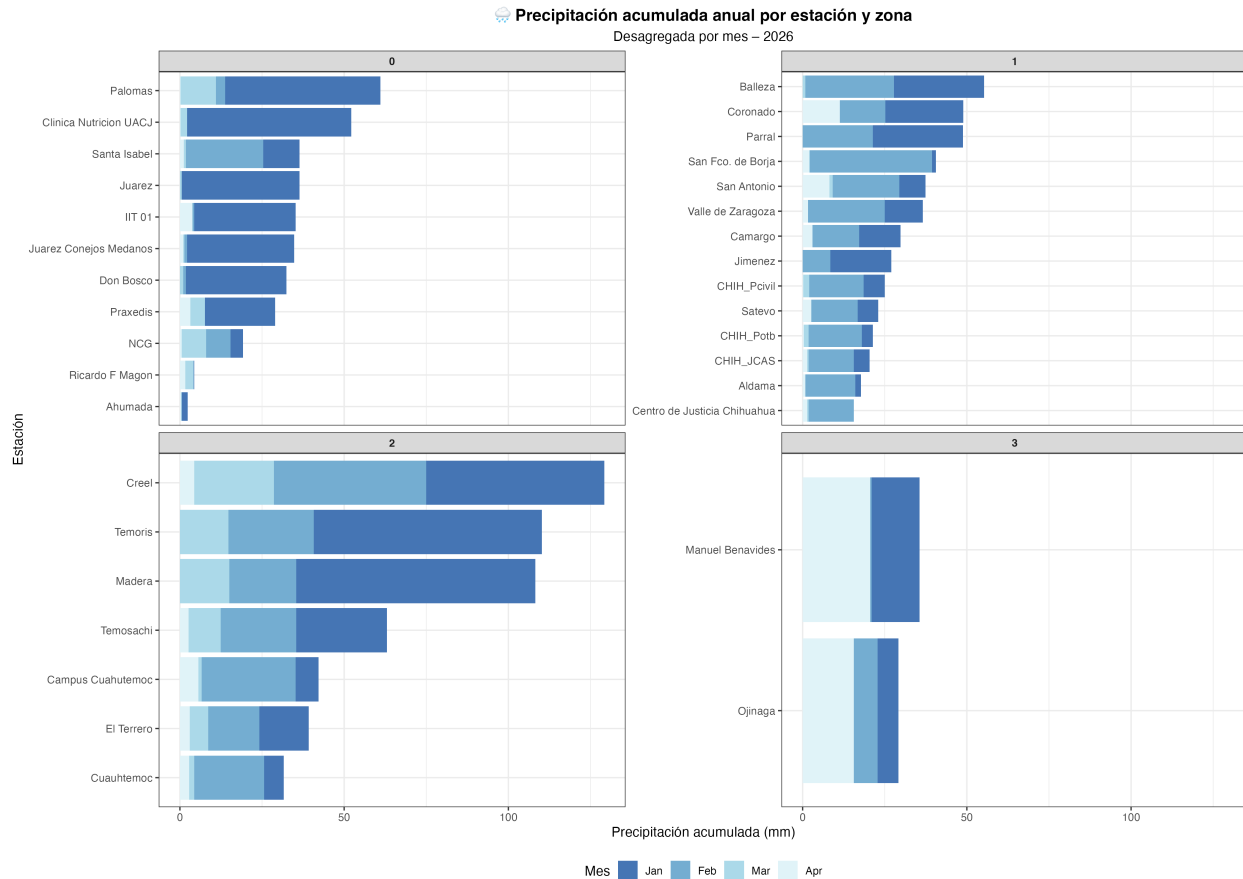 🌧️ Precipitación acumulada anual por estación y zona
Desagregada por mes – 2026
Estación
0
Palomas
Clinica Nutricion UACJ
Santa Isabel
Juarez
IIT 01
Juarez Conejos Medanos
Don Bosco
Praxedis
NCG
Ricardo F Magon
Ahumada
1
Balleza
Coronado
Parral
San Fco. de Borja
San Antonio
Valle de Zaragoza
Camargo
Jimenez
CHIH_Pcivil
Satevo
CHIH_Potb
CHIH_JCAS
Aldama
Centro de Justicia Chihuahua
2
Creel
Temoris
Madera
Temosachi
Campus Cuahutemoc
El Terrero
Cuauhtemoc
0 50 100
3
Manuel Benavides
Ojinaga
0 50 100
Precipitación acumulada (mm)
Mes Jan Feb Mar Apr